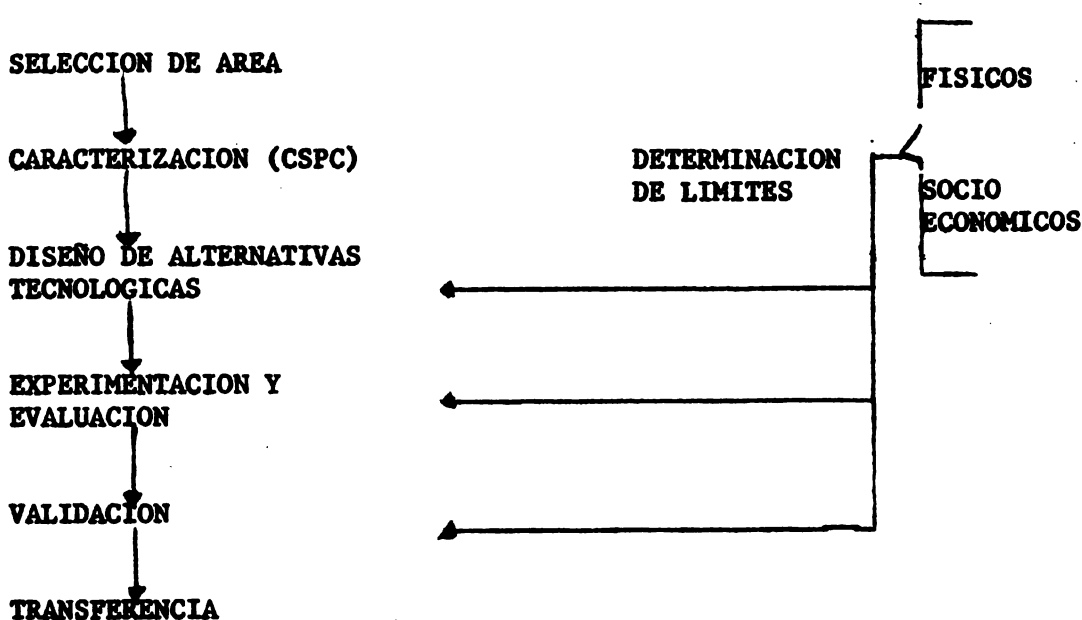 SELECCION DE AREA
CARACTERIZACION (CSPC)
DISEÑO DE ALTERNATIVAS
TECNOLOGICAS
EXPERIMENTACION Y
EVALUACION
VALIDACION
TRANSFERENCIA
DETERMINACION
DE LIMITES
FISICOS
SOCIO
ECONOMICOS